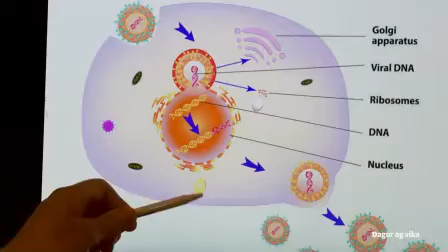 Golgi
apparatus
Viral DNA
Ribosomes
DNA
Nucleus
Dagur og vika